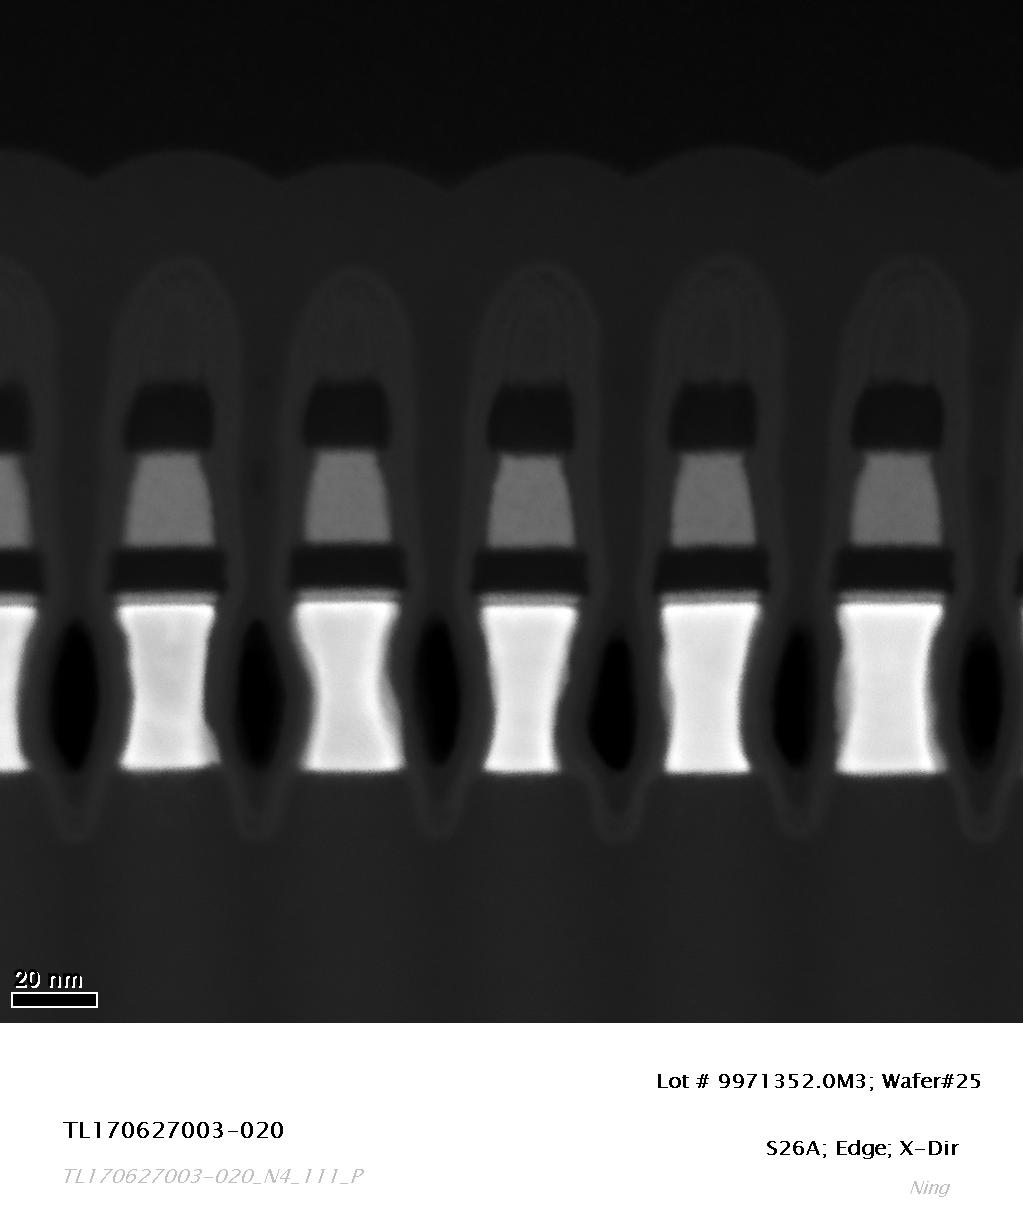 20 nm
Lot # 9971352.0M3; Wafer#25
TL170627003-020
S26A; Edge; X-Dir
TL170627003-020_N4_111_P
Ning